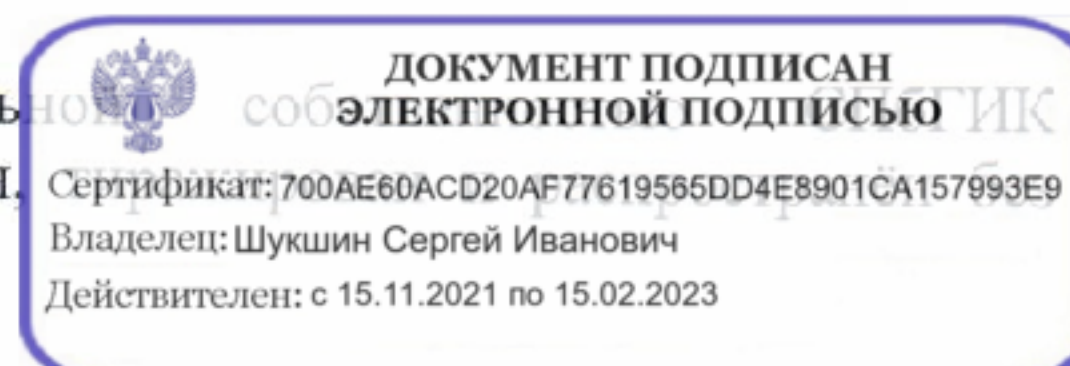 ДОКУМЕНТ ПОДПИСАН
ЭЛЕКТРОННОЙ ПОДПИСЬЮ
Сертификат: 700AE60ACD20AF77619565DD4E8901CA157993E9
Владелец: Шукшин Сергей Иванович
Действителен: с 15.11.2021 по 15.02.2023